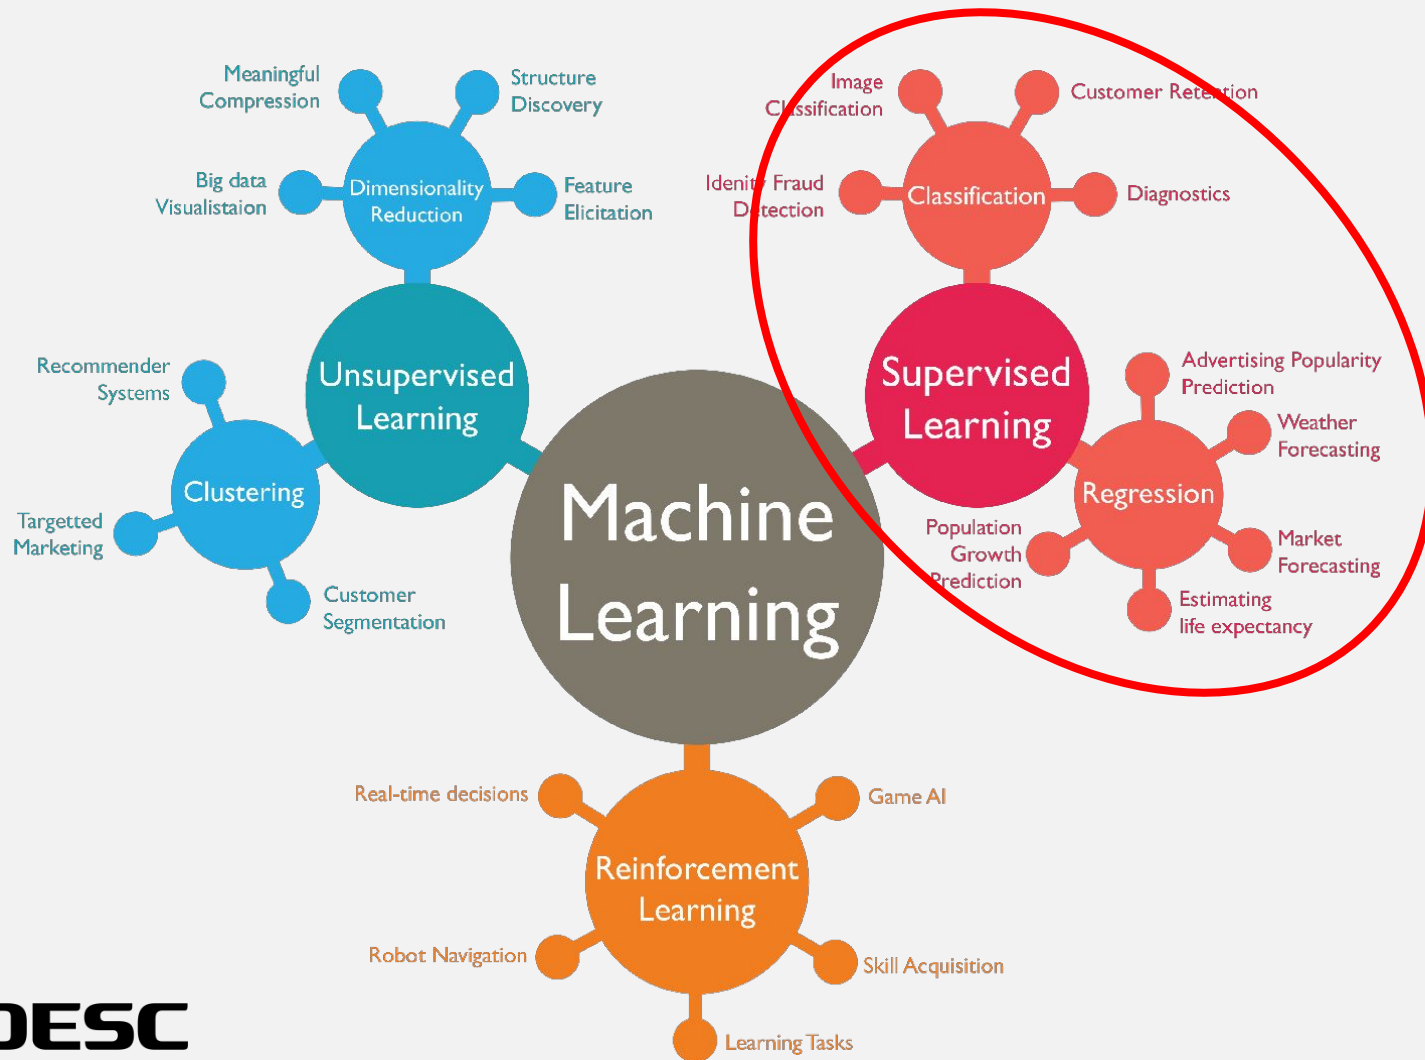 Meaningful
Compression
Structure
Discovery
Big data
Visualistaion
Dimensionality
Reduction
Feature
Elicitation
Image
Classification
Customer Retention
Idenity Fraud
Detection
Classification
Diagnostics
Unsupervised
Learning
Supervised
Learning
Recommender
Systems
Clustering
Targetted
Marketing
Customer
Segmentation
Advertising Popularity
Prediction
Weather
Forecasting
Regression
Population
Growth
Prediction
Market
Forecasting
Estimating
life expectancy
Machine
Learning
Real-time decisions
Game AI
Reinforcement
Learning
Robot Navigation
Skill Acquisition
Learning Tasks